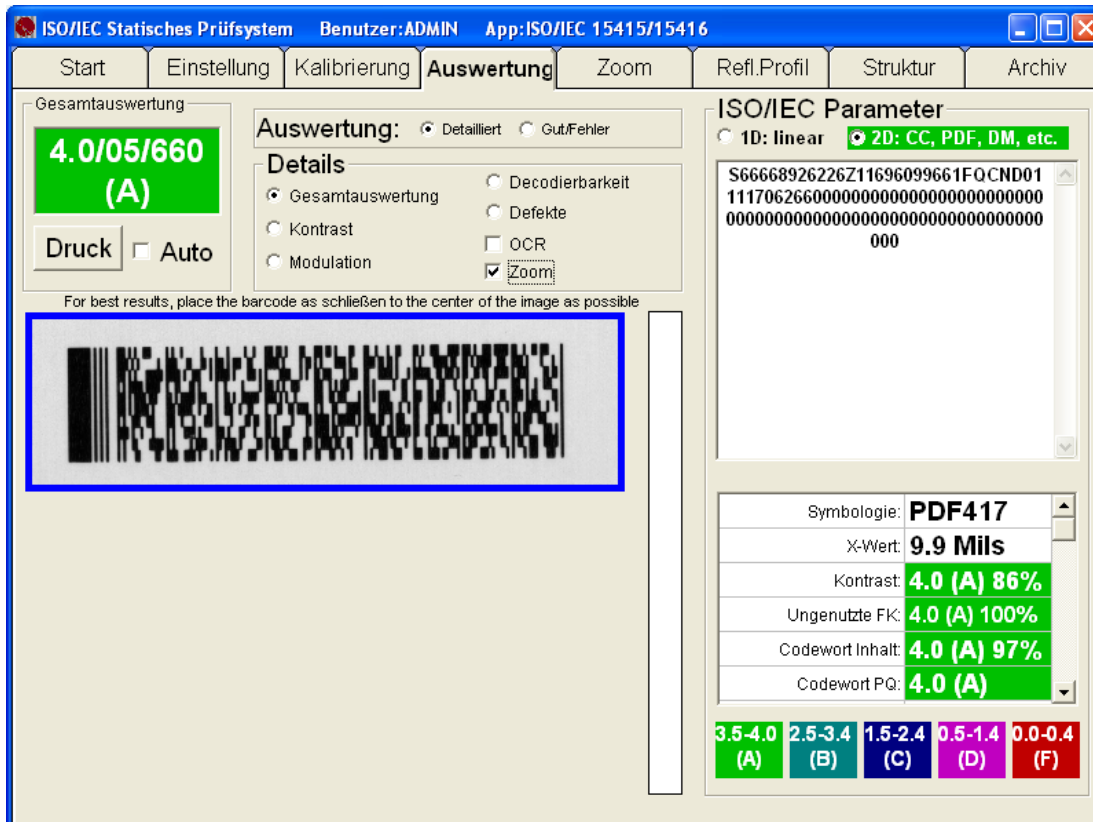 ISO/IEC Statisches Prüfsystem Benutzer:ADMIN App:ISO/IEC 15415/15416
Start Einstellung Kalibrierung Auswertung Zoom Refl.Profil Struktur Archiv
Gesamtauswertung
4.0/05/660
(A)
Druck Auto
Auswertung: Detailliert Gut/Fehler
Details
Gesamtauswertung
Kontrast
Modulation
Decodierbarkeit
Defekte
OCR
Zoom
For best results, place the barcode as schließen to the center of the image as possible
ISO/IEC Parameter
1D: linear 2D: CC, PDF, DM, etc.
S66668926226Z11696099661FQCND01
1117062660000000000000000000000
0000000000000000000000000000000
000
Symbologie: PDF417
X-Wert: 9.9 Mils
Kontrast: 4.0 (A) 86%
Ungenutzte FK: 4.0 (A) 100%
Codewort Inhalt: 4.0 (A) 97%
Codewort PQ: 4.0 (A)
3.5-4.0 2.5-3.4 1.5-2.4 0.5-1.4 0.0-0.4
(A) (B) (C) (D) (F)